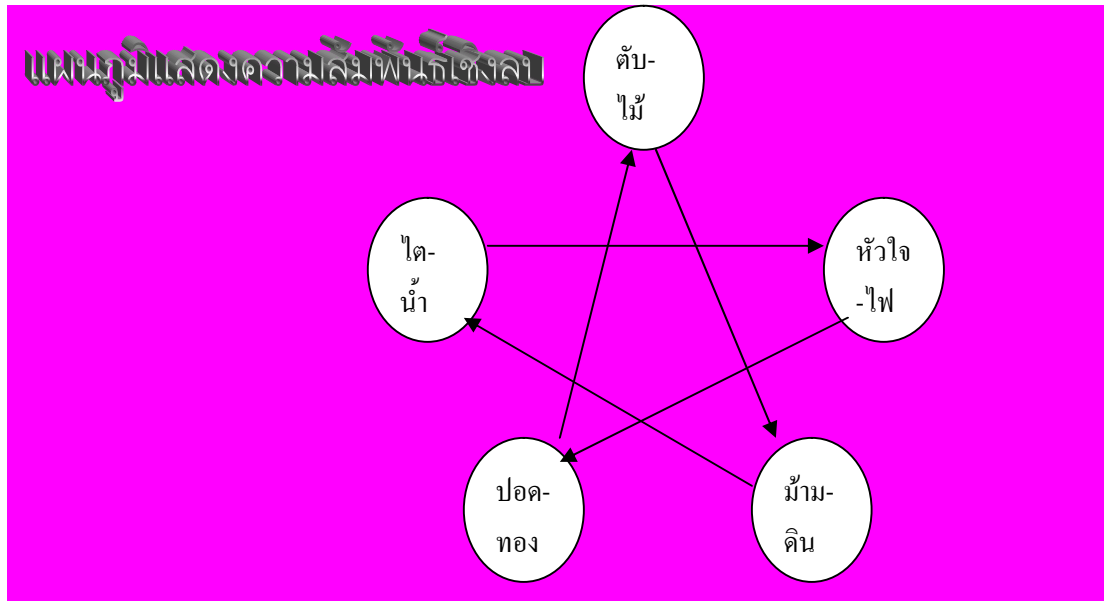 แผนภูมิแสดงความสัมพันธ์เชิงลบ
ตับ-
ไม้
ไต-
น้ำ
หัวใจ
-ไฟ
ปอด-
ทอง
ม้าม-
ดิน